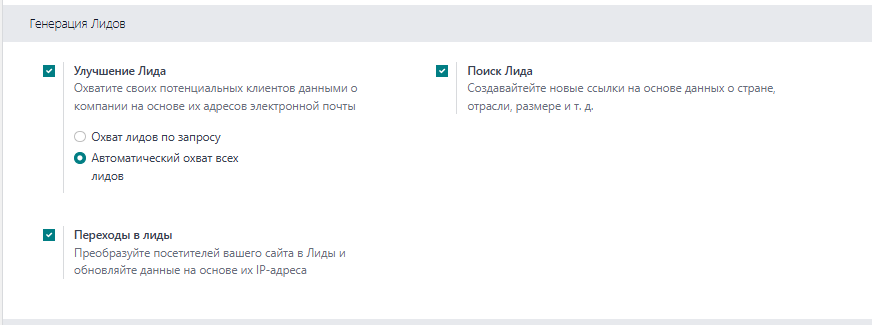 Генерация Лидов
Улучшение Лида
Охватите своих потенциальных клиентов данными о
компании на основе их адресов электронной почты
Охват лидов по запросу
Автоматический охват всех
лидов
Поиск Лида
Создавайтейте новые ссылки на основе данных о стране,
отрасли, размере и т. д.
Переходы в лиды
Преобразуйте посетителей вашего сайта в Лиды и
обновляйте данные на основе их IP-адреса